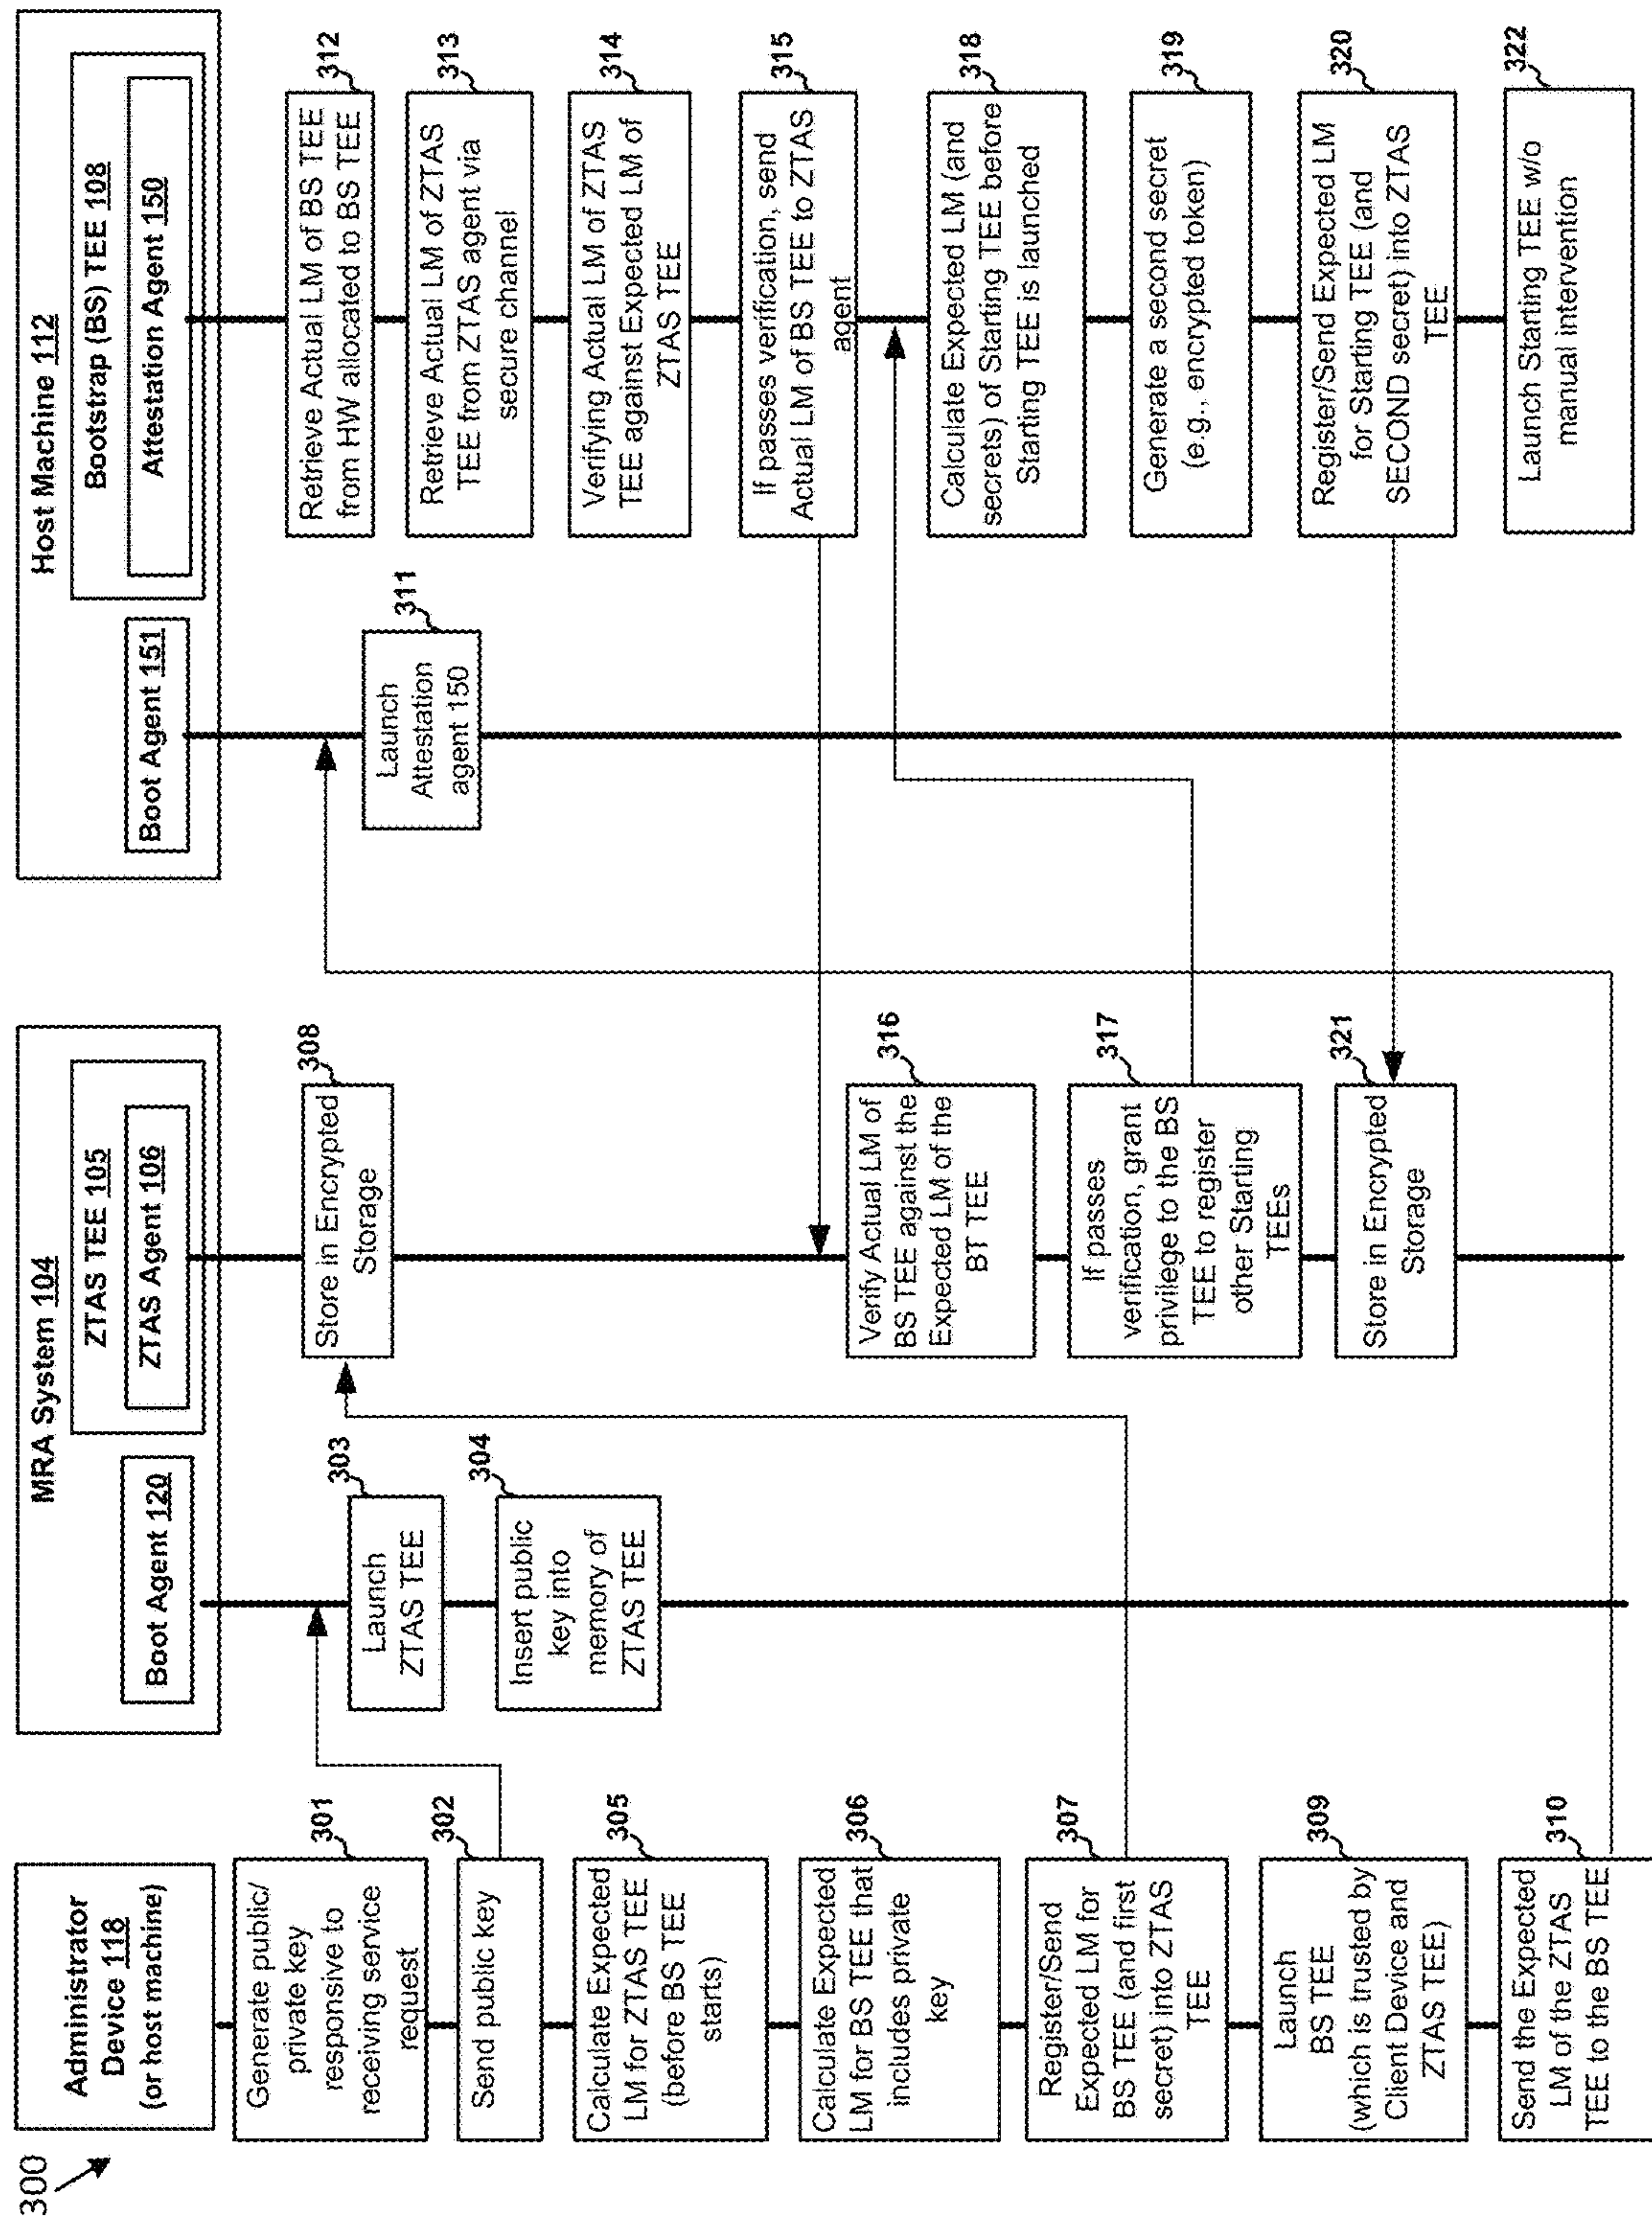 300
Administrator
Device 118
(or host machine)
301
Generate public/
private key
responsive to
receiving service
request
302
Send public key
305
Calculate Expected
LM for ZTAS TEE
(before BS TEE
starts)
306
Calculate Expected
LM for BS TEE that
includes private
key
307
Register/Send
Expected LM for
BS TEE (and first
secret) into ZTAS
TEE
309
Launch
BS TEE
(which is trusted by
Client Device and
ZTAS TEE)
310
Send the Expected
LM of the ZTAS
TEE to the BS TEE
MRA System 104
Boot Agent 120
ZTAS TEE 105
ZTAS Agent 106
303
Launch
ZTAS TEE
304
Insert public
key into
memory of
ZTAS TEE
308
Store in Encrypted
Storage
316
Verify Actual LM of
BS TEE against the
Expected LM of the
BT TEE
317
If passes
verification, grant
privilege to the BS
TEE to register
other Starting
TEEs
321
Store in Encrypted
Storage
Host Machine 112
Boot Agent 151
Bootstrap (BS) TEE 108
Attestation Agent 150
311
Launch
Attestation
agent 150
312
Retrieve Actual LM of BS TEE
from HW allocated to BS TEE
313
Retrieve Actual LM of ZTAS
TEE from ZTAS agent via
secure channel
314
Verifying Actual LM of ZTAS
TEE against Expected LM of
ZTAS TEE
315
If passes verification, send
Actual LM of BS TEE to ZTAS
agent
318
Calculate Expected LM (and
secrets) of Starting TEE before
Starting TEE is launched
319
Generate a second secret
(e.g., encrypted token)
320
Register/Send Expected LM
for Starting TEE (and
SECOND secret) into ZTAS
TEE
322
Launch Starting TEE w/o
manual intervention